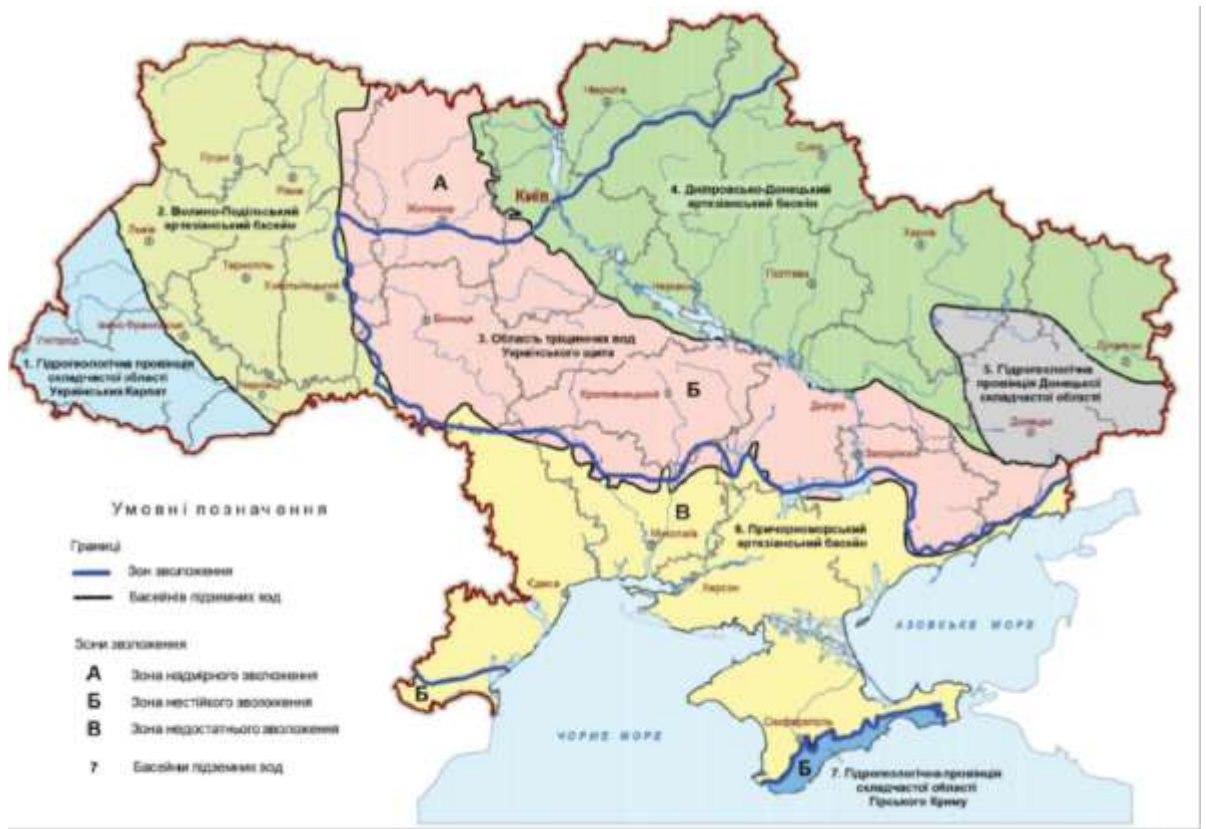 Чернігів
Суми
Київ
А
4. Дніпровсько-Донецький
артезіанський басейн
Луцьк
Рівне
Житомир
2. Волино-Подільський
артезіанський басейн
Львів
Харків
Тернопіль
Хмельницький
Полтава
Черкаси
Вінниця
Івано-Франківськ
Ужгород
3. Область тріщинних вод
Українського щита
1. Гідрогеологічна провінція
складчастої області
Українських Карпат
Чернівці
Луганськ
5. Гідрогеологічна
провінція Донецької
складчастої області
Кропивницький
Б
Дніпро
Донецьк
Запоріжжя
В
6. Причорноморський
артезіанський басейн
Миколаїв
Одеса
Херсон
АЗОВСЬКЕ МОРЕ
Умовні позначення
Границі
Зон зволоження
Басейнів підземних вод
Зони зволоження
А Зона надмірного зволоження
Б Зона нестійкого зволоження
В Зона недостатнього зволоження
7 Басейни підземних вод
Б
Сімферополь
ЧОРНЕ МОРЕ
Б
7. Гідрогеологічна провінція
складчастої області
Гірського Криму